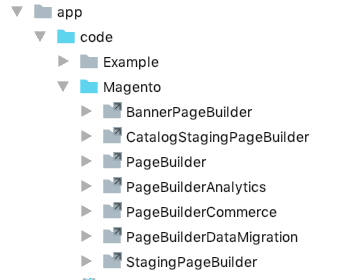 app
code
Example
Magento
BannerPageBuilder
CatalogStagingPageBuilder
PageBuilder
PageBuilderAnalytics
PageBuilderCommerce
PageBuilderDataMigration
StagingPageBuilder